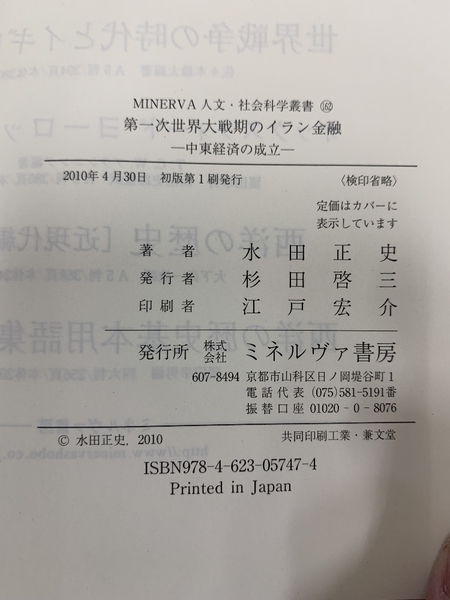 MINERVA 人文・社会科学叢書 162
第一次世界大戦期のイラン金融
―中東経済の成立―
2010年4月30日 初版第1刷発行 〈検印省略〉
定価はカバーに
表示しています
著者 水田正史
発行者 杉田啓三
印刷者 江戸宏介
発行所 株式会社 ミネルヴァ書房
607-8494 京都市山科区日ノ岡堤谷町1
電話代表 (075)581-5191番
振替口座 01020-0-8076
© 水田正史, 2010 共同印刷工業・兼文堂
ISBN978-4-623-05747-4
Printed in Japan